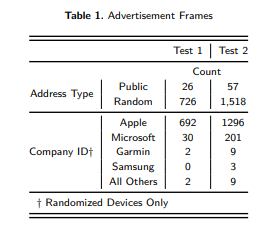 Table 1. Advertisement Frames
Test 1 Test 2
Count
Address Type Public 26 57
Random 726 1,518
Apple 692 1296
Microsoft 30 201
Company ID† Garmin 2 9
Samsung 0 3
All Others 2 9
† Randomized Devices Only